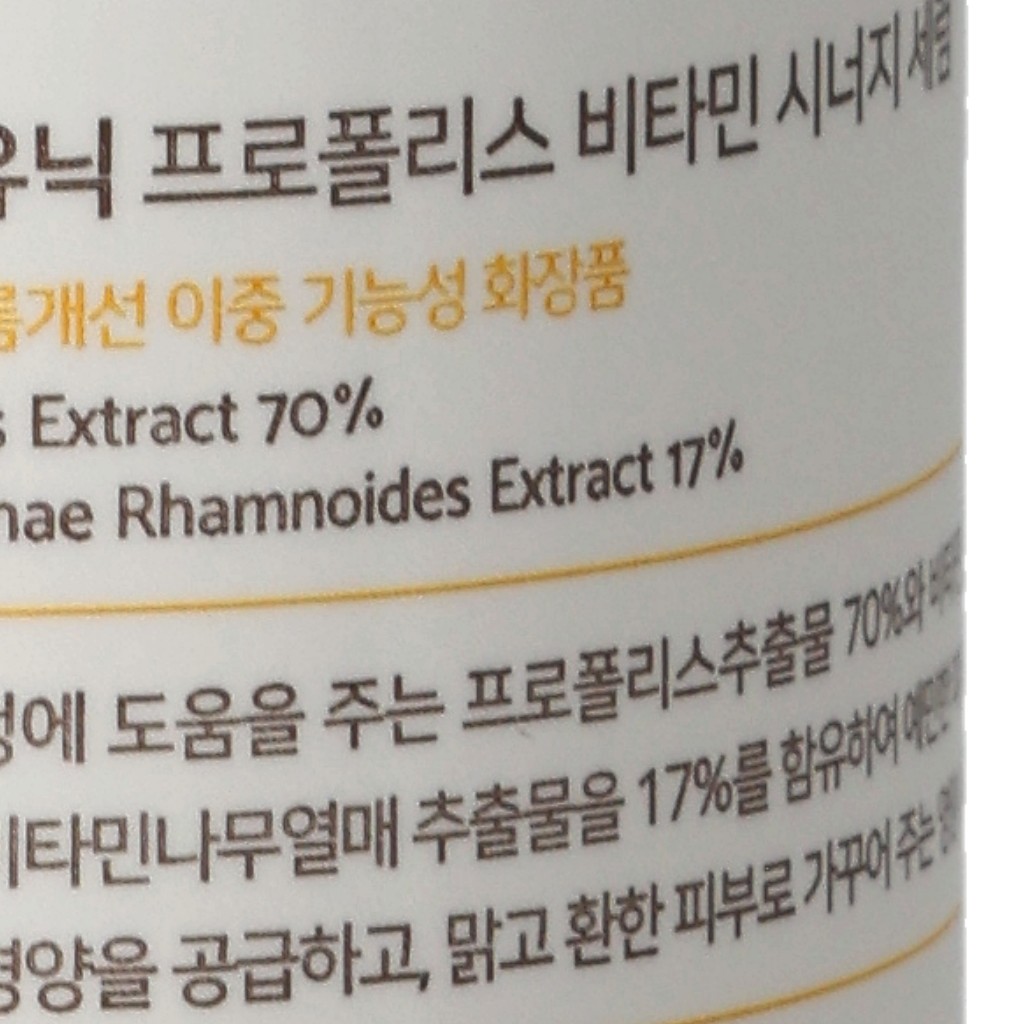 유닉 프로폴리스 비타민 시너지 세럼
름개선 이중 기능성 화장품
s Extract 70%
nae Rhamnoides Extract 17%
에 도움을 주는 프로폴리스추출물 70%와
비타민나무열매 추출물을 17%를 함유하여
영양을 공급하고, 맑고 환한 피부로 가꾸어 주는